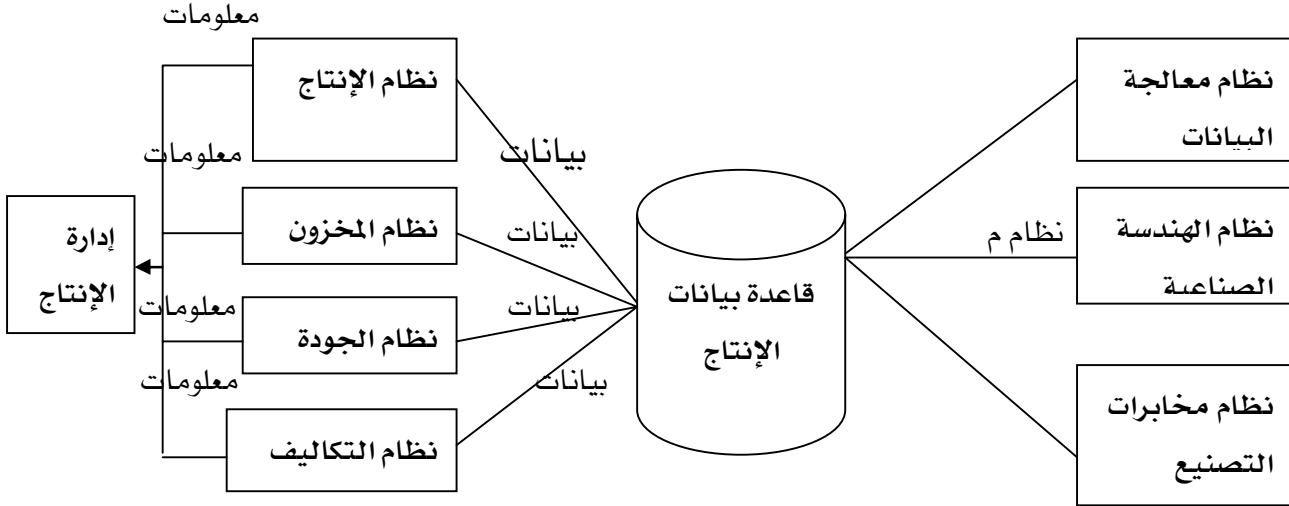 معلومات
نظام الإنتاج
نظام معالجة
البيانات
معلومات
بيانات
نظام المخزون
بيانات
نظام م
نظام الهندسة
الصناعية
إدارة
الإنتاج
قاعدة بيانات
الإنتاج
معلومات
نظام الجودة
بيانات
معلومات
بيانات
نظام التكاليف
نظام مخابرات
التصنيع